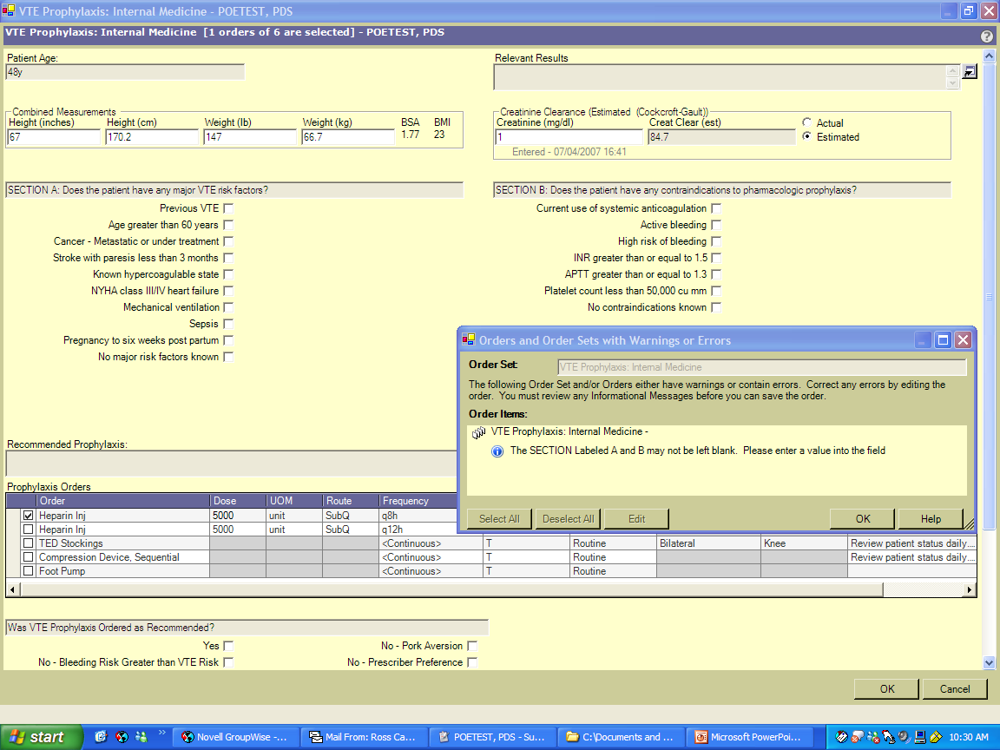 VTE Prophylaxis: Internal Medicine - POETEST, PDS
VTE Prophylaxis: Internal Medicine [1 orders of 6 are selected] - POETEST, PDS
Patient Age:
48y
Relevant Results
Combined Measurements
Height (inches) Height (cm) Weight (lb) Weight (kg) BSA BMI
67 170.2 147 66.7 1.77 23
Creatinine Clearance (Estimated (Cockcroft-Gault))
Creatinine (mg/dl) Creat Clear (est) Actual
1 84.7 Estimated
Entered - 07/04/2007 16:41
SECTION A: Does the patient have any major VTE risk factors?
Previous VTE
Age greater than 60 years
Cancer - Metastatic or under treatment
Stroke with paresis less than 3 months
Known hypercoagulable state
NYHA class III/IV heart failure
Mechanical ventilation
Sepsis
Pregnancy to six weeks post partum
No major risk factors known
SECTION B: Does the patient have any contraindications to pharmacologic prophylaxis?
Current use of systemic anticoagulation
Active bleeding
High risk of bleeding
INR greater than or equal to 1.5
APTT greater than or equal to 1.3
Platelet count less than 50,000 cu mm
No contraindications known
Orders and Order Sets with Warnings or Errors
Order Set: VTE Prophylaxis: Internal Medicine
The following Order Set and/or Orders either have warnings or contain errors. Correct any errors by editing the
order. You must review any Informational Messages before you can save the order.
Order Items:
VTE Prophylaxis: Internal Medicine -
The SECTION Labeled A and B may not be left blank. Please enter a value into the field
Select All Deselect All Edit OK Help
Recommended Prophylaxis:
Prophylaxis Orders
Order Dose UOM Route Frequency
Heparin Inj 5000 unit SubQ q8h
Heparin Inj 5000 unit SubQ q12h
TED Stockings <Continuous> T Routine Bilateral Knee Review patient status daily....
Compression Device, Sequential <Continuous> T Routine Review patient status daily....
Foot Pump <Continuous> T Routine
Was VTE Prophylaxis Ordered as Recommended?
Yes No - Pork Aversion
No - Bleeding Risk Greater than VTE Risk No - Prescriber Preference
OK Cancel
start Novell GroupWise -... Mail From: Ross Ca... POETEST, PDS - Su... C:\Documents and ... Microsoft PowerPoi... 10:30 AM